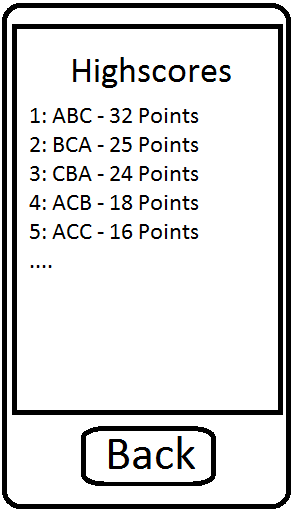 Highscores
1: ABC - 32 Points
2: BCA - 25 Points
3: CBA - 24 Points
4: ACB - 18 Points
5: ACC - 16 Points
....
Back